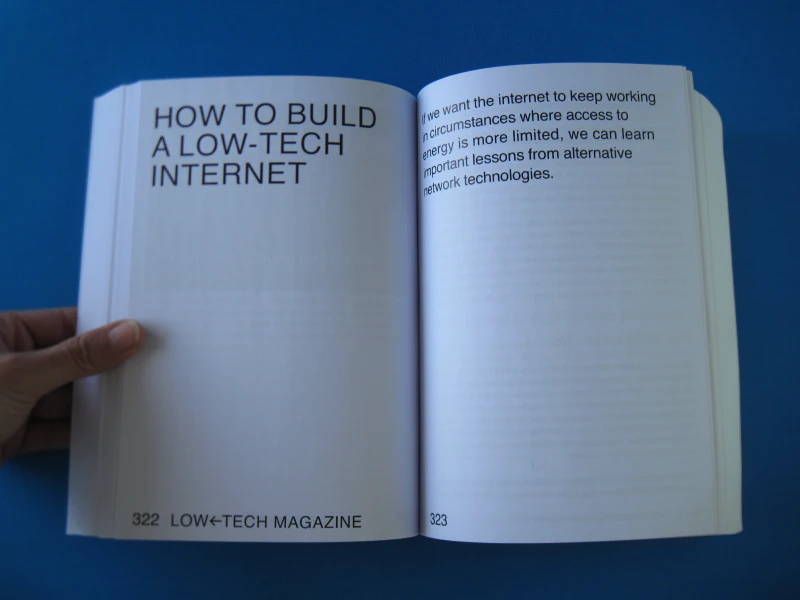 HOW TO BUILD
A LOW-TECH
INTERNET
322 LOW←TECH MAGAZINE
If we want the internet to keep working
in circumstances where access to
energy is more limited, we can learn
important lessons from alternative
network technologies.
323